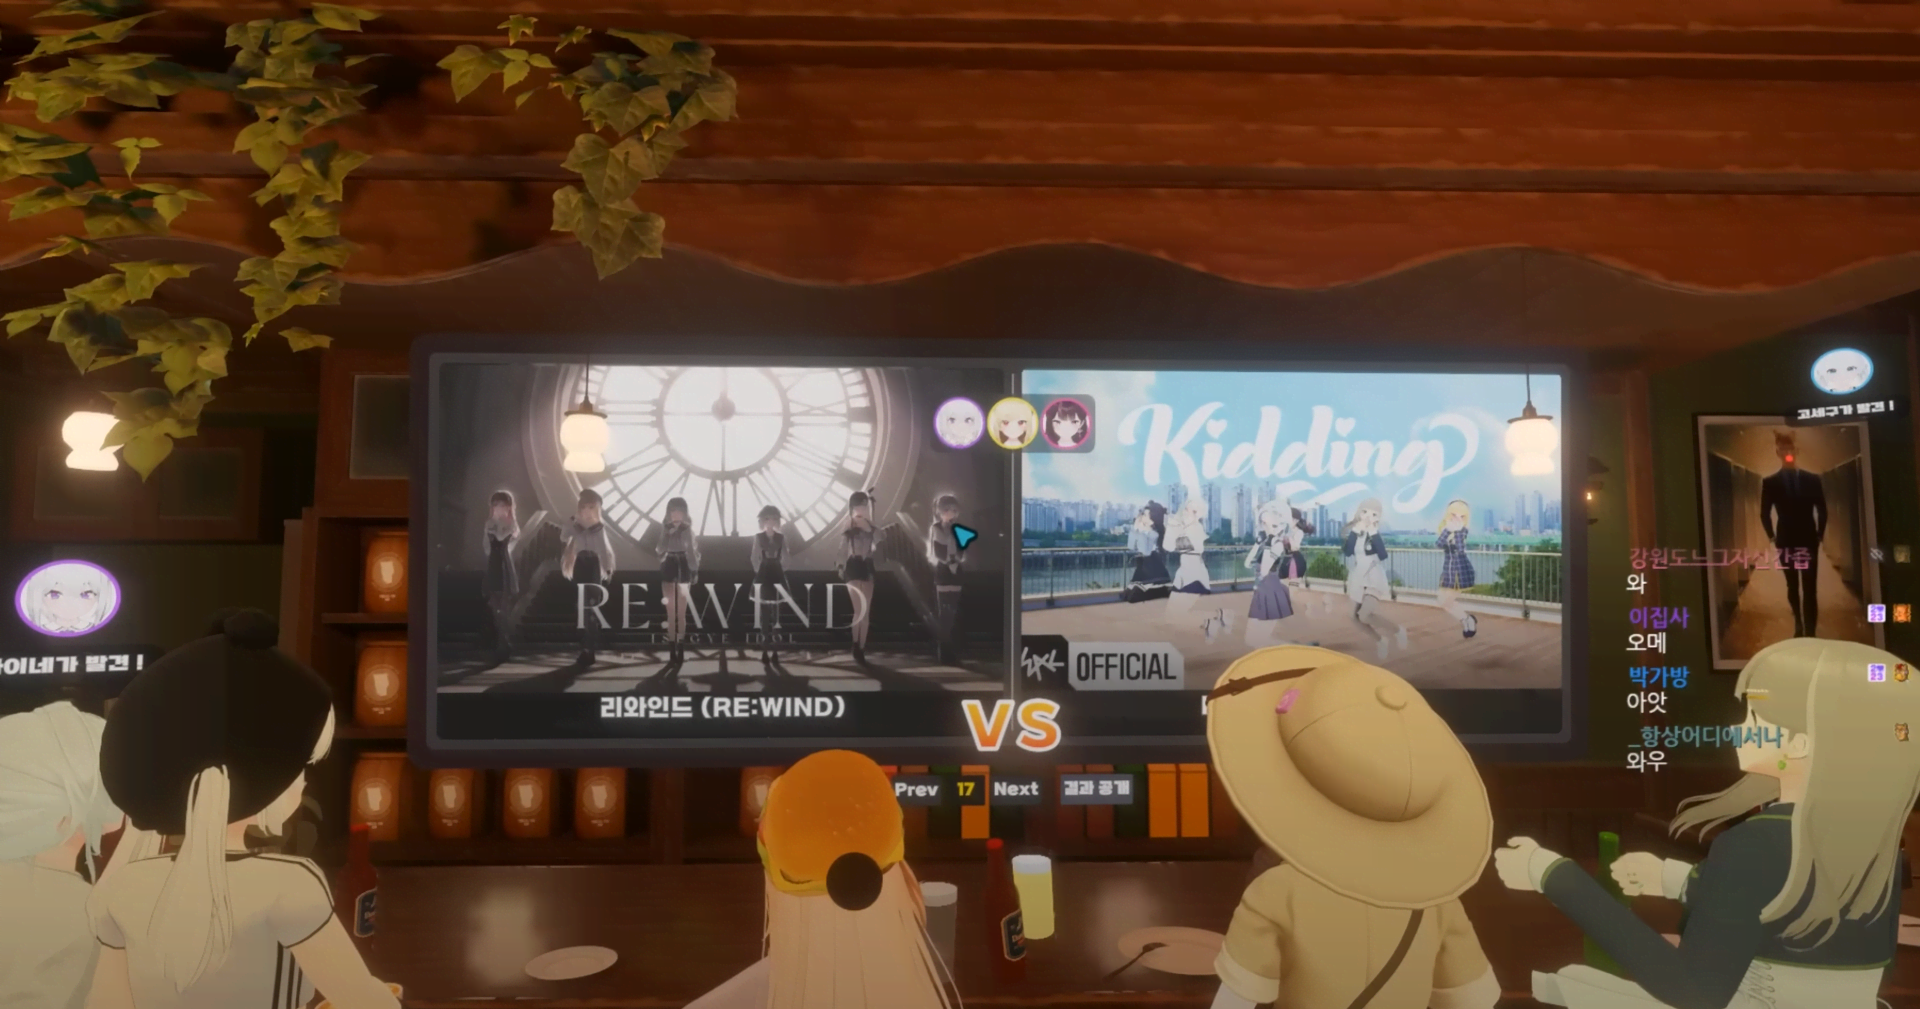 Kidding
고세구가 발견 !
RE:WIND
ISEGYE IDOL
OFFICIAL
이네가 발견 !
리와인드 (RE:WIND)
VS
Prev 17 Next 결과 공개
강원도느그자신간즙
와
이집사
오메
박가방
아앗
_항상어디에서나
와우